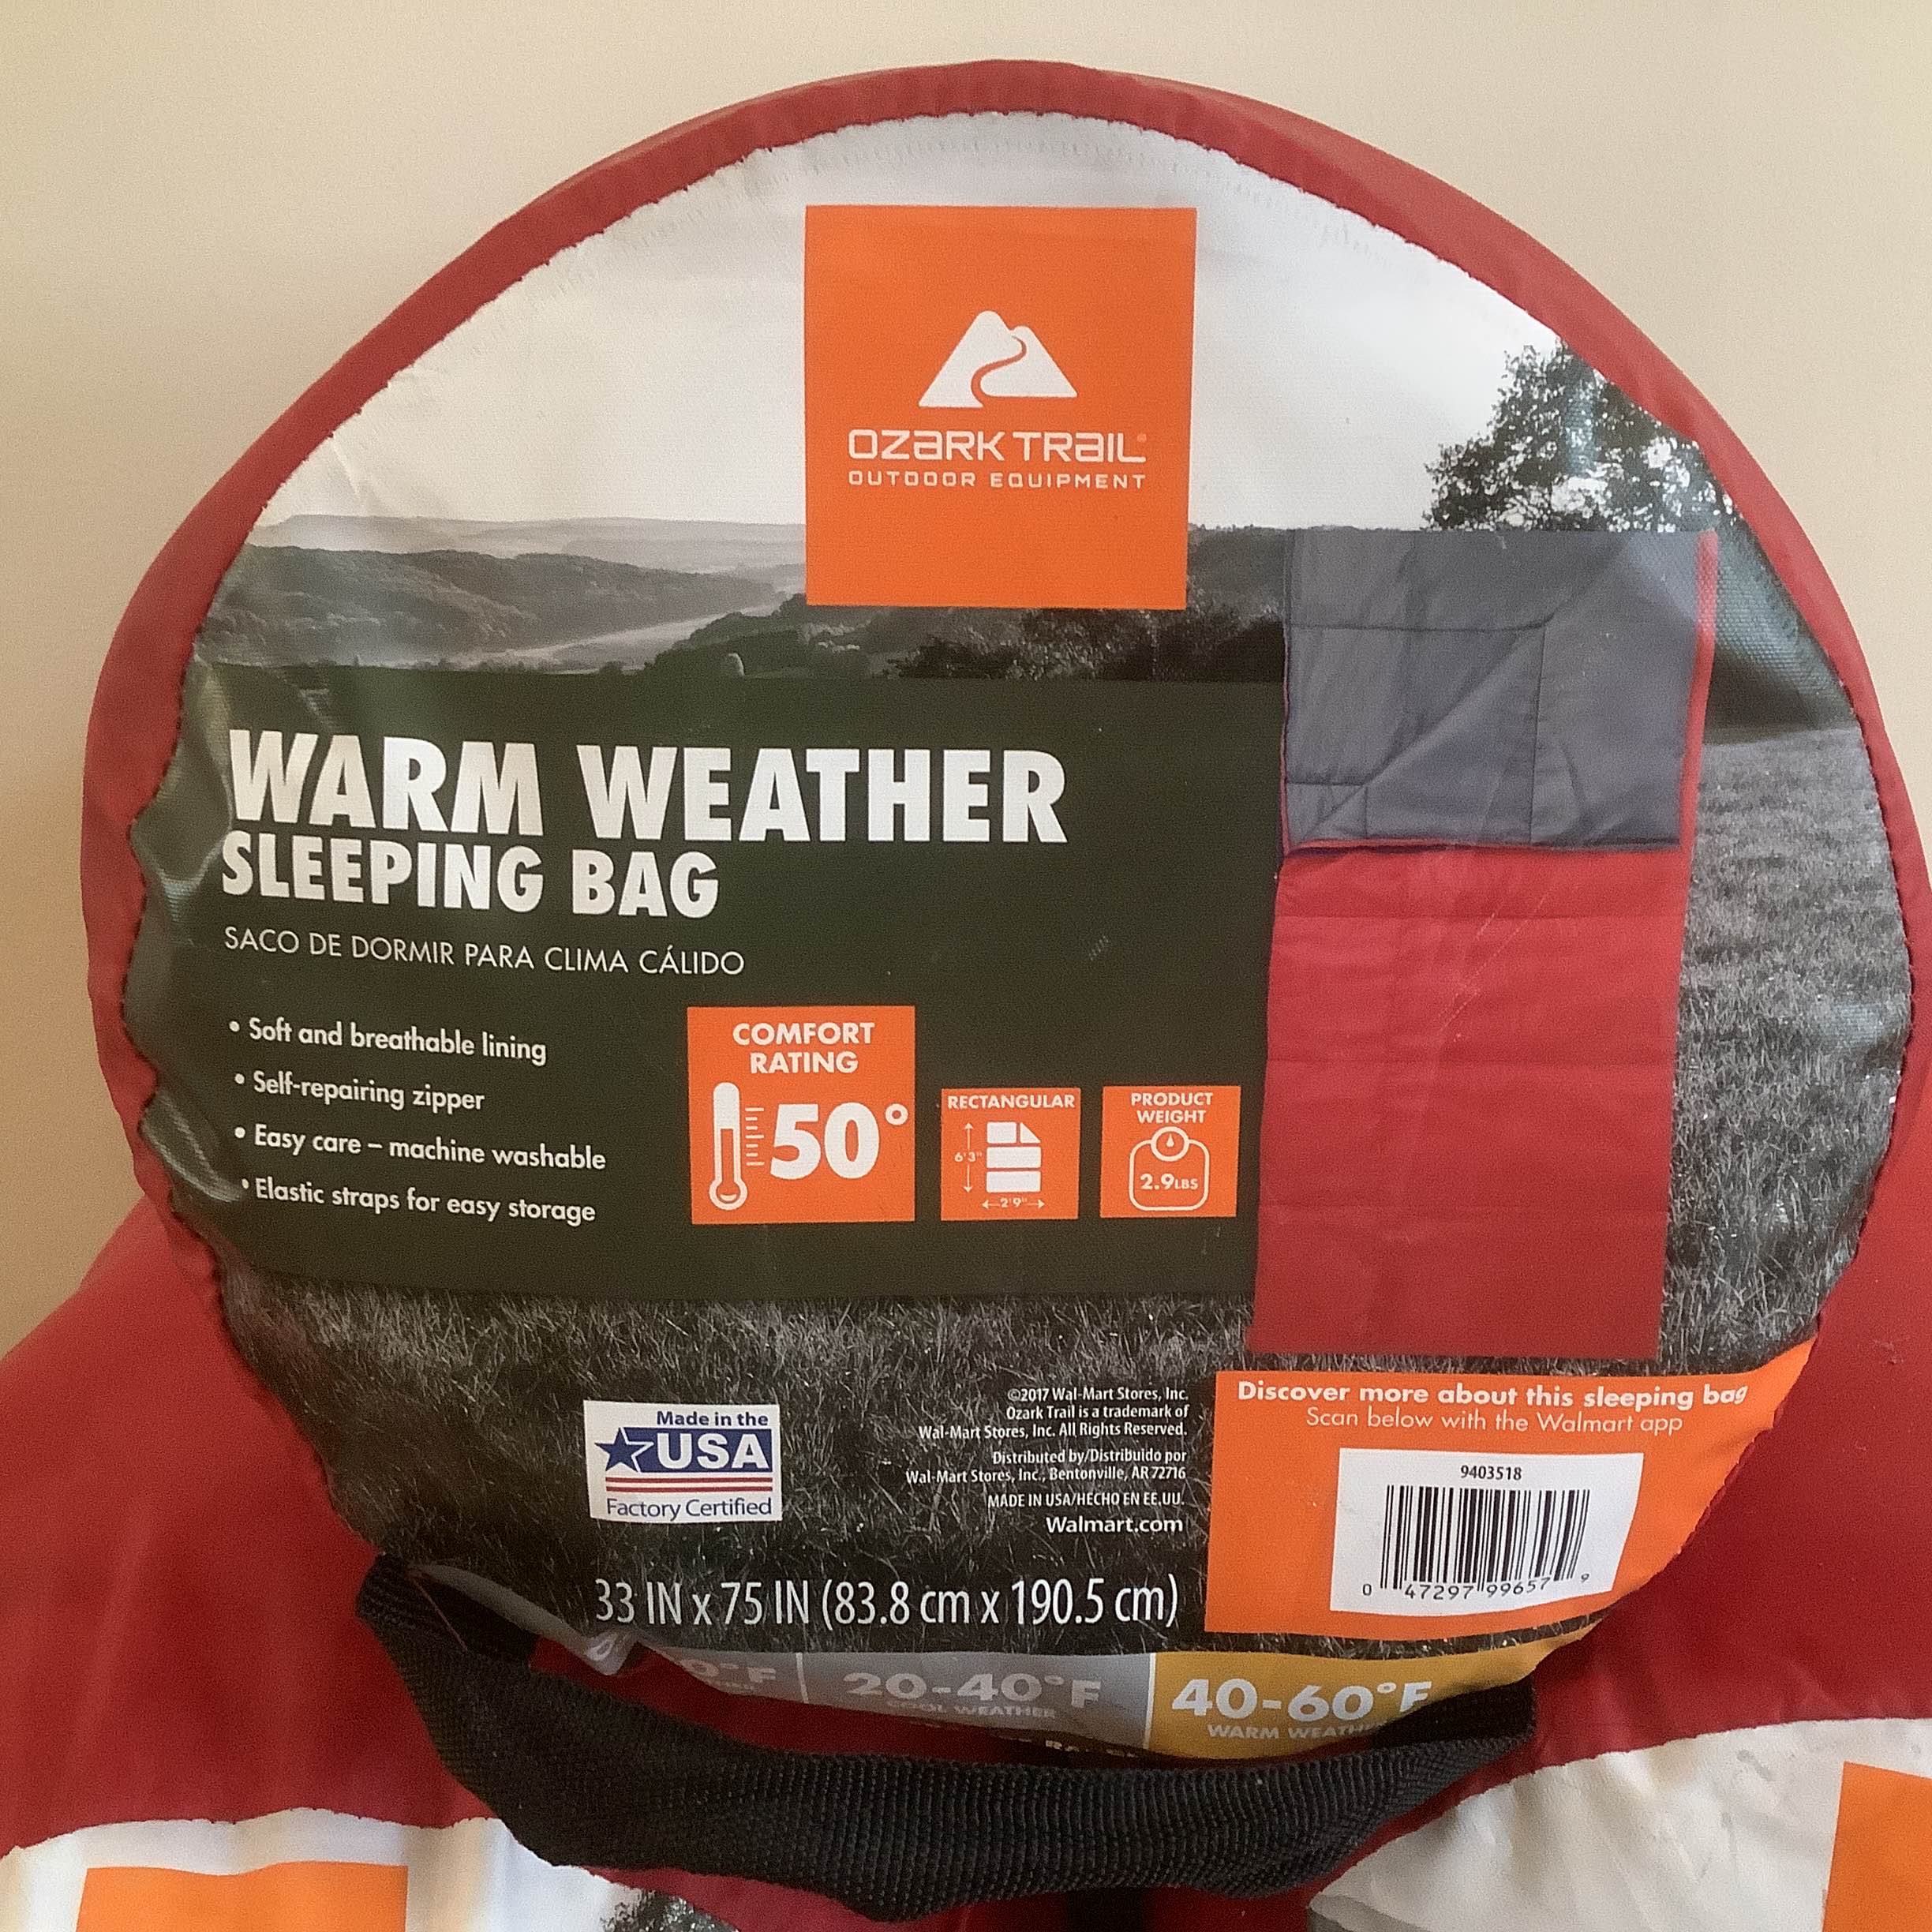 OZARK TRAIL
OUTDOOR EQUIPMENT
WARM WEATHER
SLEEPING BAG
SACO DE DORMIR PARA CLIMA CÁLIDO
• Soft and breathable lining
• Self-repairing zipper
• Easy care – machine washable
• Elastic straps for easy storage
COMFORT
RATING
50°
RECTANGULAR
6'3"
2'9"
PRODUCT
WEIGHT
2.9LBS
Made in the
USA
Factory Certified
©2017 Wal-Mart Stores, Inc.
Ozark Trail is a trademark of
Wal-Mart Stores, Inc. All Rights Reserved.
Distributed by/Distribuido por
Wal-Mart Stores, Inc., Bentonville, AR 72716
MADE IN USA/HECHO EN EE.UU.
Walmart.com
33 IN x 75 IN (83.8 cm x 190.5 cm)
Discover more about this sleeping bag
Scan below with the Walmart app
9403518
0 47297 99657 9
20-40°F
WEATHER
40-60°F
WARM